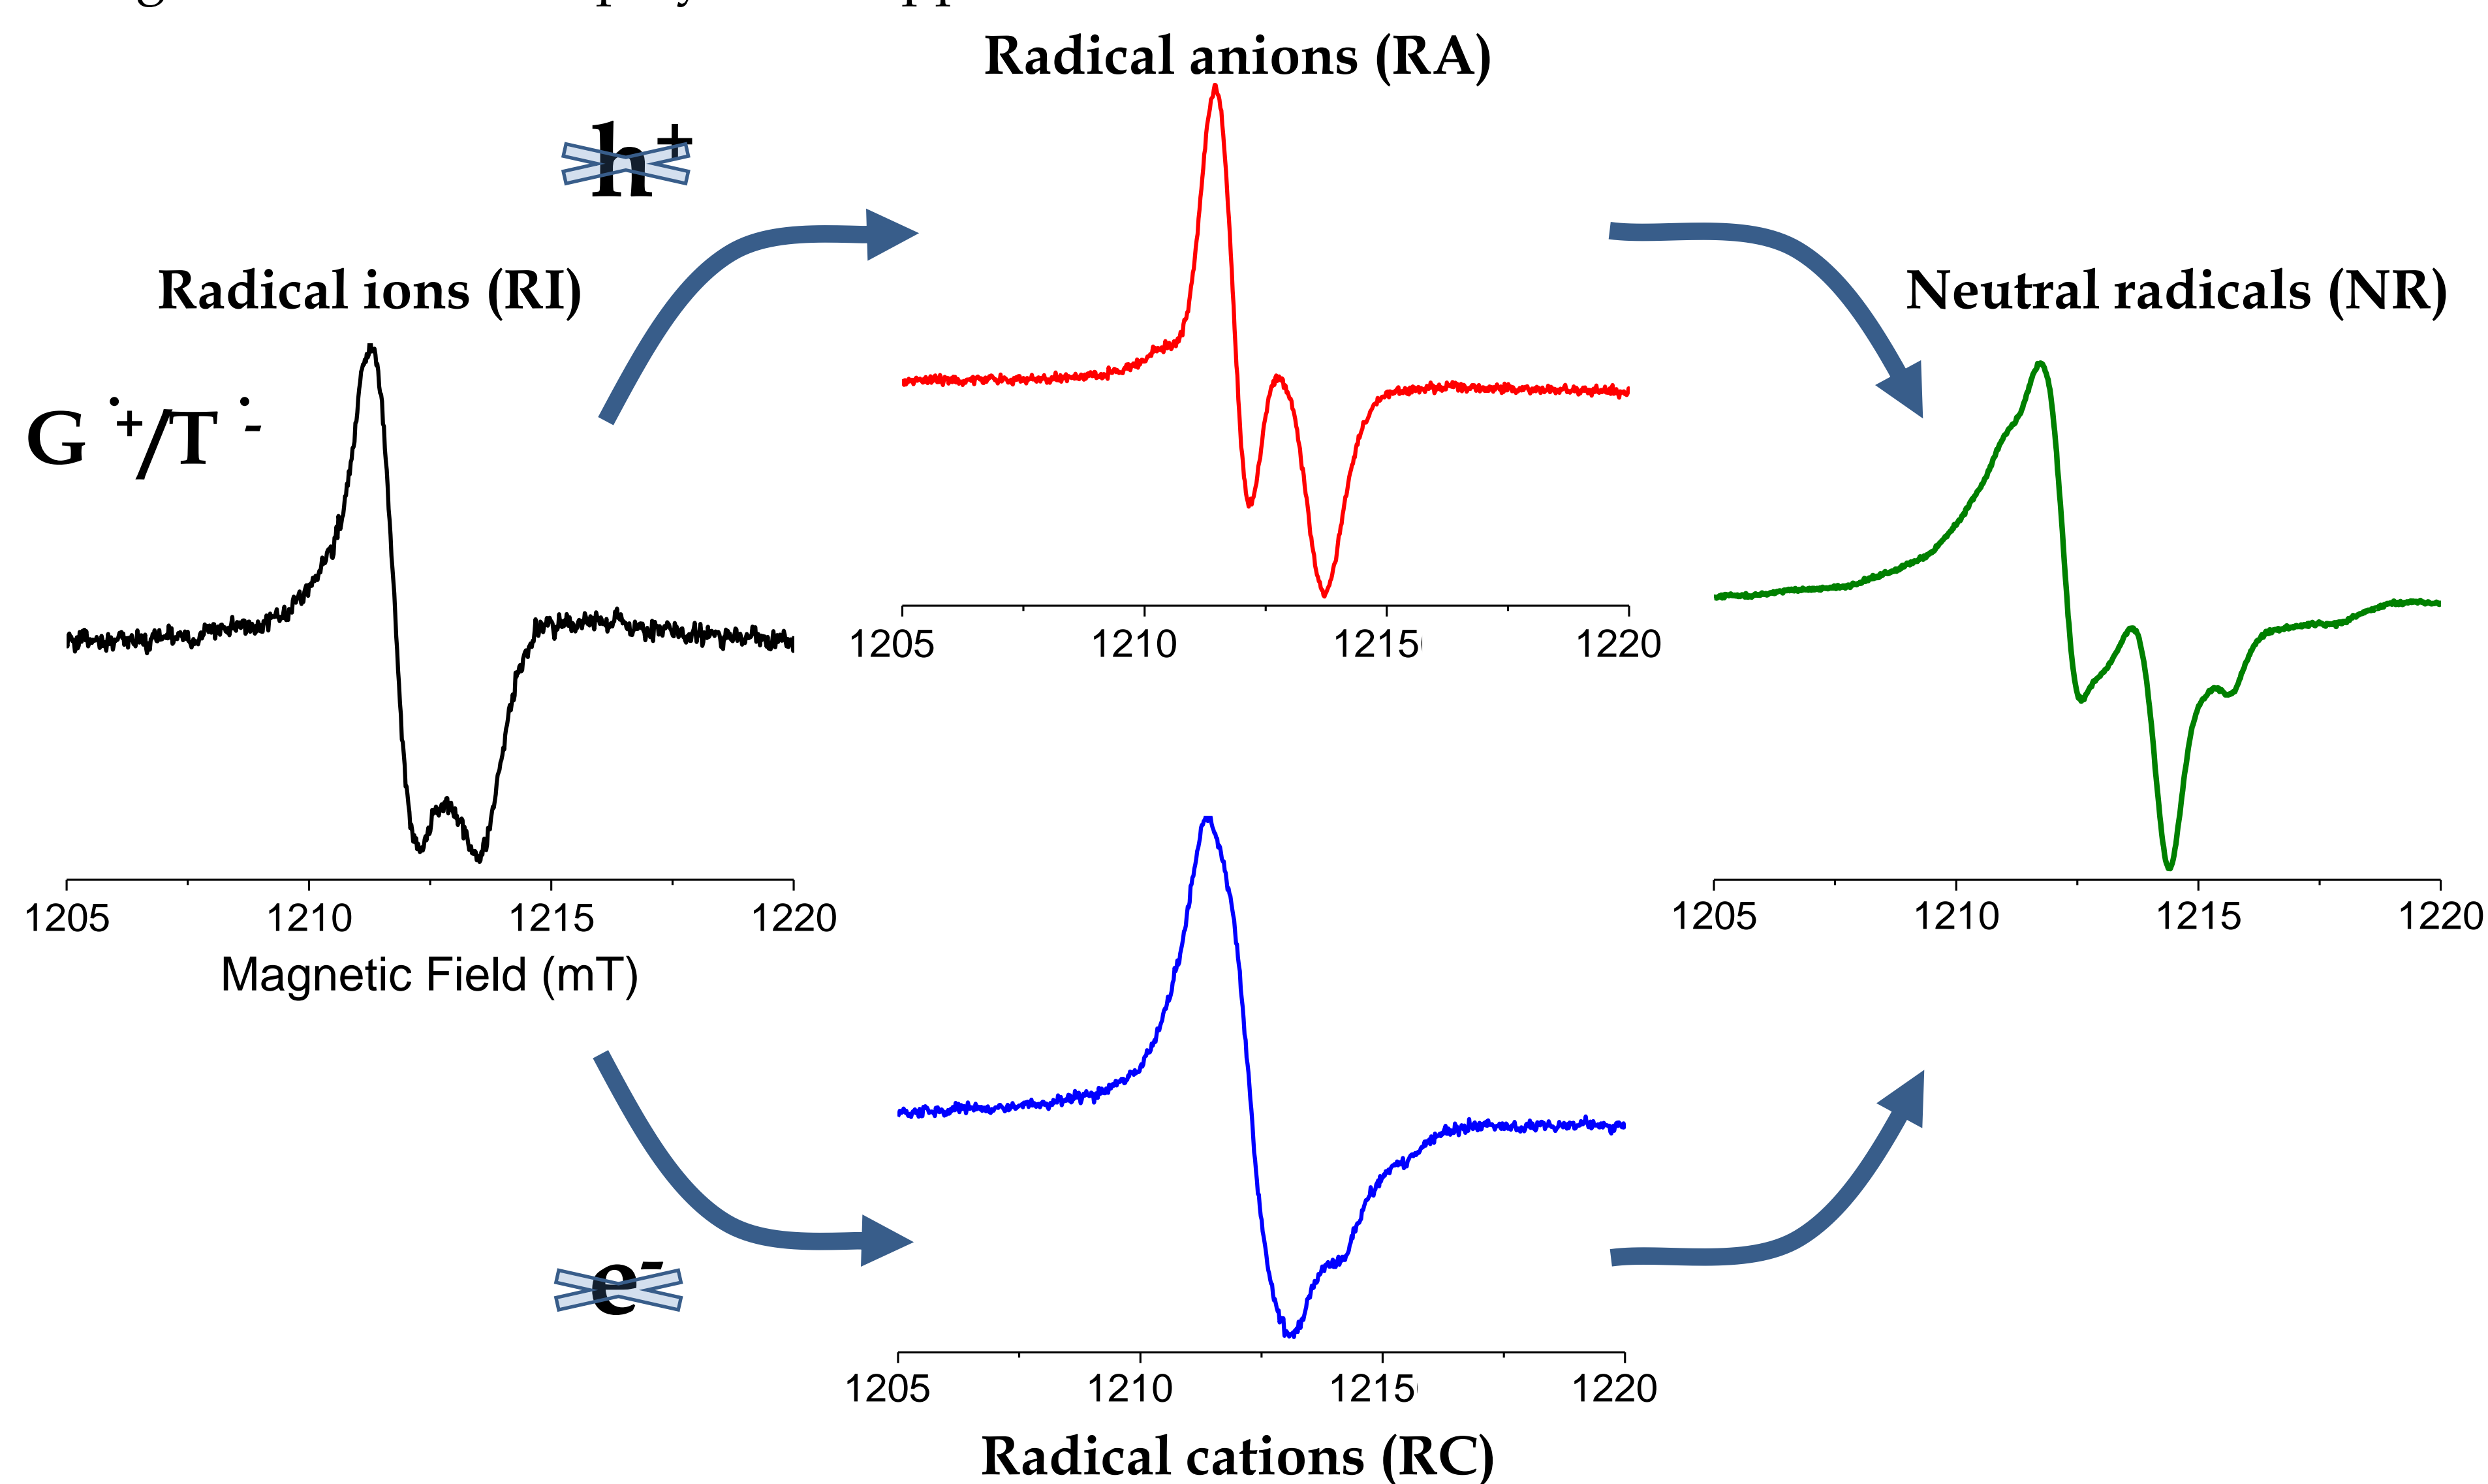 Radical anions (RA)
h+
Radical ions (RI)
Neutral radicals (NR)
G •+/T •-
1205 1210 1215 1220
1205 1210 1215 1220
Magnetic Field (mT)
1205 1210 1215 1220
e-
1205 1210 1215 1220
Radical cations (RC)